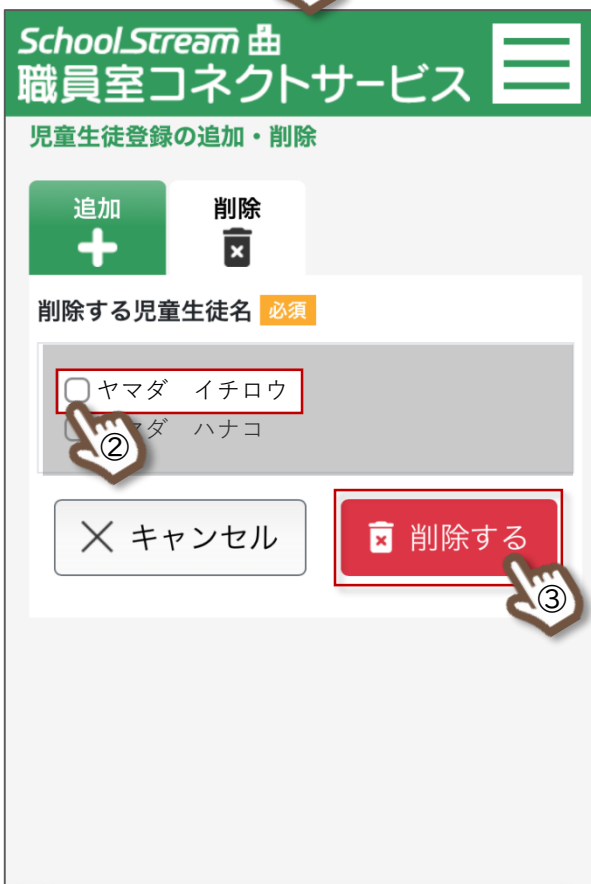 School Stream
職員室コネクトサービス
児童生徒登録の追加・削除
追加 削除
削除する児童生徒名 必須
ヤマダ イチロウ
②
ダ ハナコ
キャンセル 削除する
③